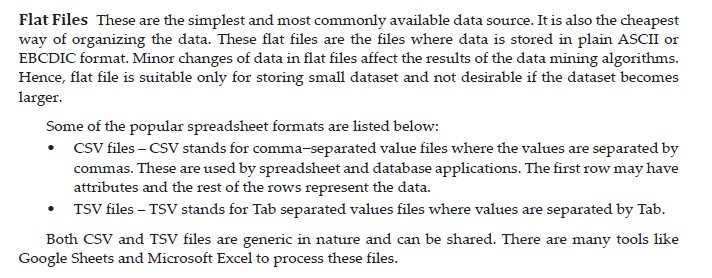 Flat Files These are the simplest and most commonly available data source. It is also the cheapest
way of organizing the data. These flat files are the files where data is stored in plain ASCII or
EBCDIC format. Minor changes of data in flat files affect the results of the data mining algorithms.
Hence, flat file is suitable only for storing small dataset and not desirable if the dataset becomes
larger.
Some of the popular spreadsheet formats are listed below:
• CSV files – CSV stands for comma–separated value files where the values are separated by
commas. These are used by spreadsheet and database applications. The first row may have
attributes and the rest of the rows represent the data.
• TSV files – TSV stands for Tab separated values files where values are separated by Tab.
Both CSV and TSV files are generic in nature and can be shared. There are many tools like
Google Sheets and Microsoft Excel to process these files.